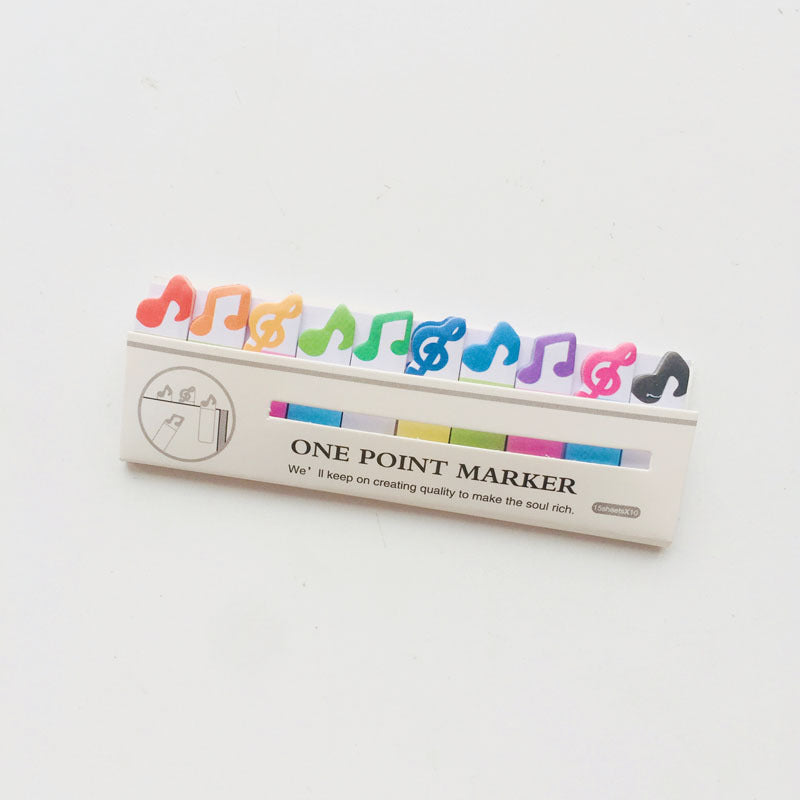 ONE POINT MARKER
We' ll keep on creating quality to make the soul rich.
15sheetsX10